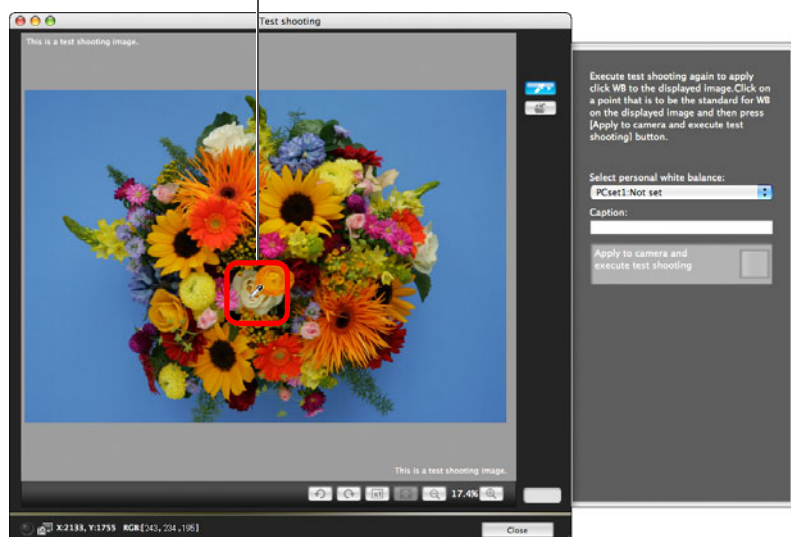 Test shooting
This is a test shooting image.
Execute test shooting again to apply
click WB to the displayed image.Click on
a point that is to be the standard for WB
on the displayed image and then press
[Apply to camera and execute test
shooting] button.
Select personal white balance:
PCset1:Not set
Caption:
Apply to camera and
execute test shooting
This is a test shooting image.
17.4%
X:2133, Y:1755 RGB[243, 234, 195]
Close